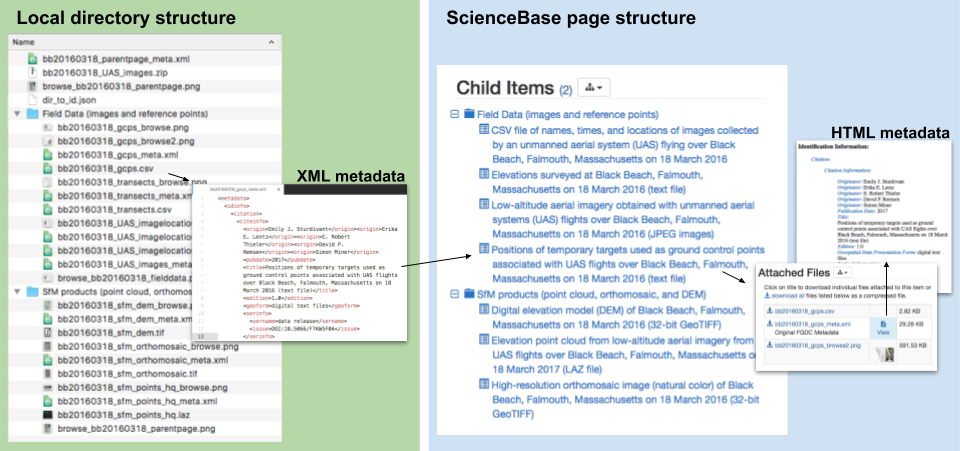 Local directory structure
Name
bb20160318_parentpage_meta.xml
bb20160318_UAS_images.zip
browse_bb20160318_parentpage.png
dir_to_id.json
Field Data (images and reference points)
bb20160318_gcps_browse.png
bb20160318_gcps_browse2.png
bb20160318_gcps_meta.xml
bb20160318_gcps.csv
bb20160318_transects_browse.png
bb20160318_transects_meta.xm
bb20160318_transects.csv
bb20160318_UAS_imagelocation
bb20160318_UAS_imagelocation
bb20160318_UAS_imagelocation
bb20160318_UAS_images_meta
browse_bb20160318_fielddata.p
SfM products (point cloud, orthomos
bb20160318_sfm_dem_browse.p
bb20160318_sfm_dem_meta.xml
bb20160318_sfm_dem.tif
bb20160318_sfm_orthomosaic_browse.png
bb20160318_sfm_orthomosaic_meta.xml
bb20160318_sfm_orthomosaic.tif
bb20160318_sfm_points_hq_browse.png
bb20160318_sfm_points_hq_meta.xml
bb20160318_sfm_points_hq.laz
browse_bb20160318_parentpage.png
XML metadata
bb20160318_gcps_meta.xml
<metadata>
<idinfo>
<citation>
<citeinfo>
<origin>Emily J. Sturdivant</origin><origin>Erika
E. Lentz</origin><origin>E. Robert
Thieler</origin><origin>David P.
Remsen</origin><origin>Simon Miner</origin>
<pubdate>2017</pubdate>
<title>Positions of temporary targets used as
ground control points associated with UAS flights
over Black Beach, Falmouth, Massachusetts on 18
March 2016 (text file)</title>
<edition>1.0</edition>
<geoform>digital text files</geoform>
<serinfo>
<sername>data release</sername>
</serinfo>
ScienceBase page structure
Child Items (2)
Field Data (images and reference points)
CSV file of names, times, and locations of images collected
by an unmanned aerial system (UAS) flying over Black
Beach, Falmouth, Massachusetts on 18 March 2016
Elevations surveyed at Black Beach, Falmouth,
Massachusetts on 18 March 2016 (text file)
Low-altitude aerial imagery obtained with unmanned aerial
systems (UAS) flights over Black Beach, Falmouth,
Massachusetts on 18 March 2016 (JPEG images)
Positions of temporary targets used as ground control points
associated with UAS flights over Black Beach, Falmouth,
Massachusetts on 18 March 2016 (text file)
SfM products (point cloud, orthomosaic, and DEM)
Digital elevation model (DEM) of Black Beach, Falmouth,
Massachusetts on 18 March 2016 (32-bit GeoTIFF)
Elevation point cloud from low-altitude aerial imagery from
UAS flights over Black Beach, Falmouth, Massachusetts on
18 March 2017 (LAZ file)
High-resolution orthomosaic image (natural color) of Black
Beach, Falmouth, Massachusetts on 18 March 2016 (32-bit
GeoTIFF)
HTML metadata
Identification Information:
Citation:
Citation Information:
Originator: Emily J. Sturdivant
Originator: Erika E. Lentz
Originator: E. Robert Thieler
Originator: David P. Remsen
Originator: Simon Miner
Publication Date: 2017
Title:
Positions of temporary targets used as
ground control points associated with UAS flights over
Black Beach, Falmouth, Massachusetts on 18 March
2016 (text file)
Edition: 1.0
Geospatial Data Presentation Form: digital text
files
Attached Files
Click on title to download individual files attached to this item or
download all files listed below as a compressed file.
bb20160318_gcps.csv 2.82 KB
bb20160318_gcps_meta.xml
Original FGDC Metadata
View
29.28 KB
bb20160318_gcps_browse2.png 591.53 KB